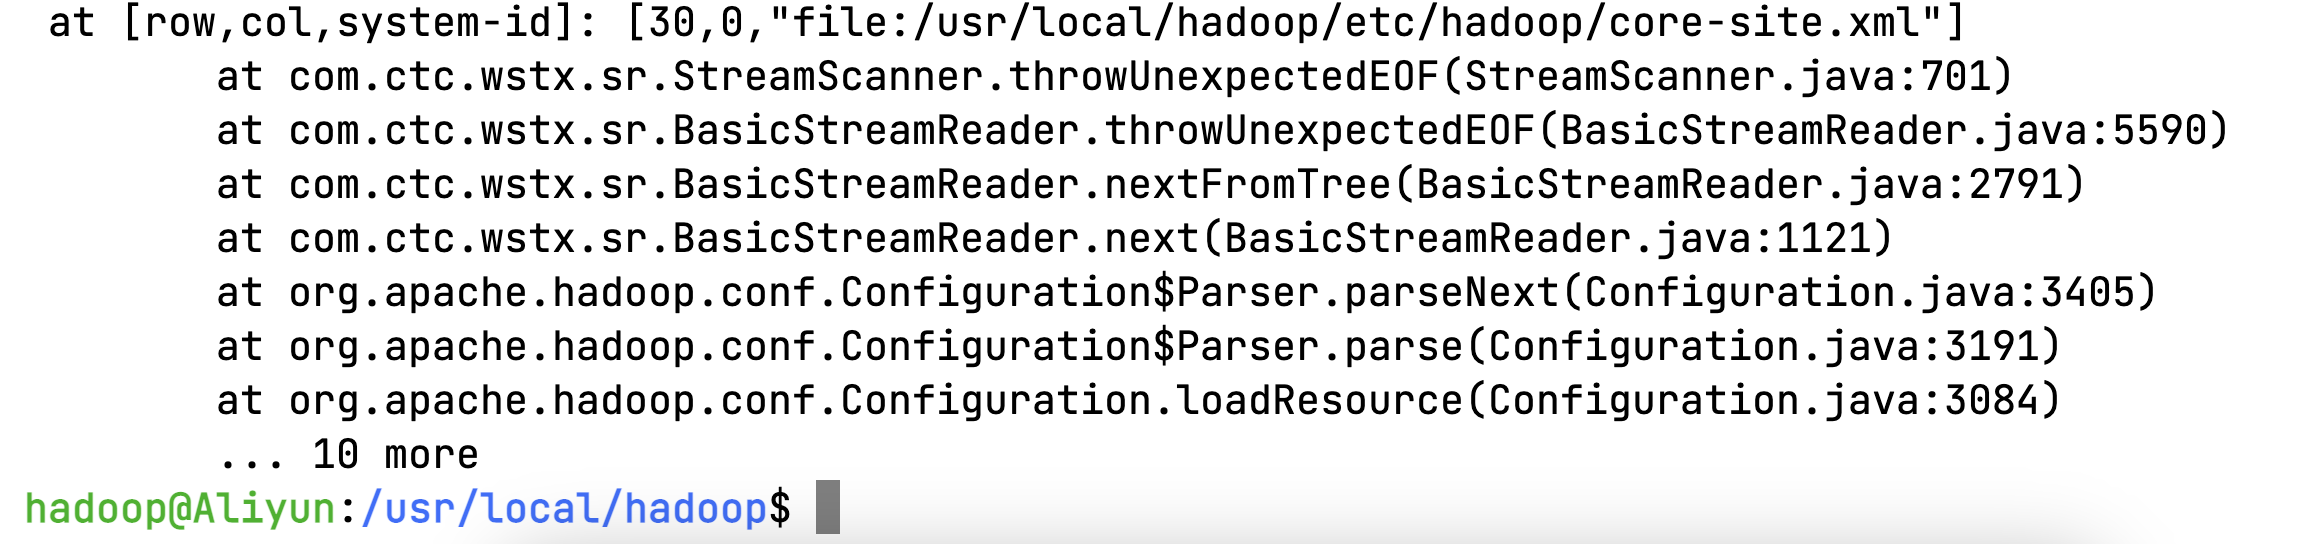 at [row,col,system-id]: [30,0,"file:/usr/local/hadoop/etc/hadoop/core-site.xml"]
at com.ctc.wstx.sr.StreamScanner.throwUnexpectedEOF(StreamScanner.java:701)
at com.ctc.wstx.sr.BasicStreamReader.throwUnexpectedEOF(BasicStreamReader.java:5590)
at com.ctc.wstx.sr.BasicStreamReader.nextFromTree(BasicStreamReader.java:2791)
at com.ctc.wstx.sr.BasicStreamReader.next(BasicStreamReader.java:1121)
at org.apache.hadoop.conf.Configuration$Parser.parseNext(Configuration.java:3405)
at org.apache.hadoop.conf.Configuration$Parser.parse(Configuration.java:3191)
at org.apache.hadoop.conf.Configuration.loadResource(Configuration.java:3084)
... 10 more
hadoop@Aliyun:/usr/local/hadoop$